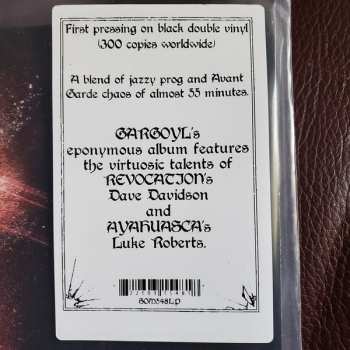 First pressing on black double vinyl
(300 copies worldwide)
A blend of jazzy prog and Avant
Garde chaos of almost 55 minutes.
GARGOYL's
eponymous album features
the virtuosic talents of
REVOCATION's
Dave Davidson
and
AYAHUASCA's
Luke Roberts.
SOM548LP